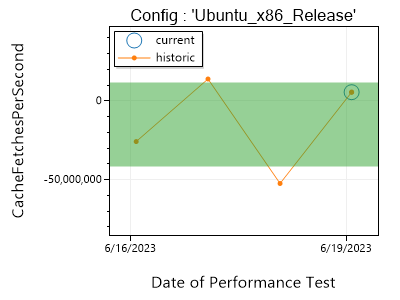 Config : 'Ubuntu_x86_Release'
current
historic
CacheFetchesPerSecond
0
-50,000,000
6/16/2023
6/19/2023
Date of Performance Test